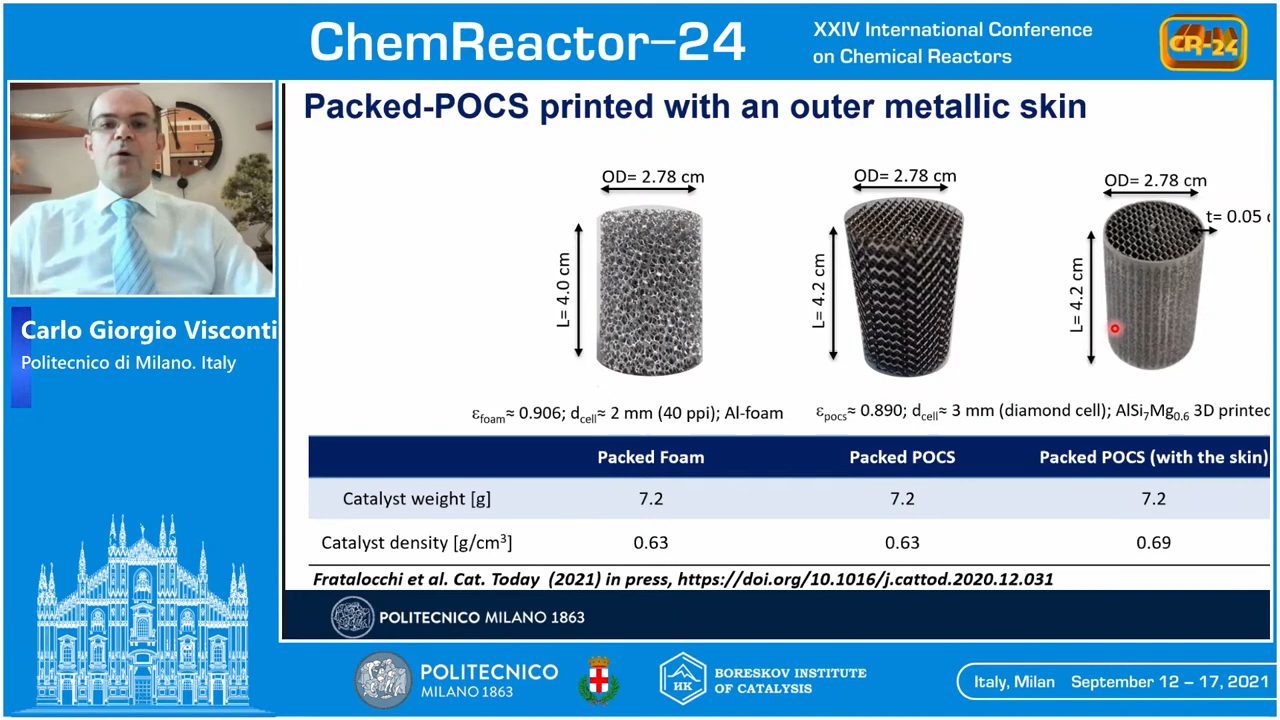 ChemReactor-24
XXIV International Conference
on Chemical Reactors
CR-24
Packed-POCS printed with an outer metallic skin
OD= 2.78 cm
OD= 2.78 cm
OD= 2.78 cm
t= 0.05 c
L= 4.0 cm
L= 4.2 cm
L= 4.2 cm
Carlo Giorgio Visconti
Politecnico di Milano. Italy
εfoam≈ 0.906; dcell≈ 2 mm (40 ppi); Al-foam
εpocs≈ 0.890; dcell≈ 3 mm (diamond cell); AlSi7Mg0.6 3D printed
Packed Foam Packed POCS Packed POCS (with the skin)
Catalyst weight [g] 7.2 7.2 7.2
Catalyst density [g/cm³] 0.63 0.63 0.69
Fratalocchi et al. Cat. Today (2021) in press, https://doi.org/10.1016/j.cattod.2020.12.031
POLITECNICO MILANO 1863
POLITECNICO
MILANO 1863
HK
BORESKOV INSTITUTE
OF CATALYSIS
Italy, Milan September 12 – 17, 2021